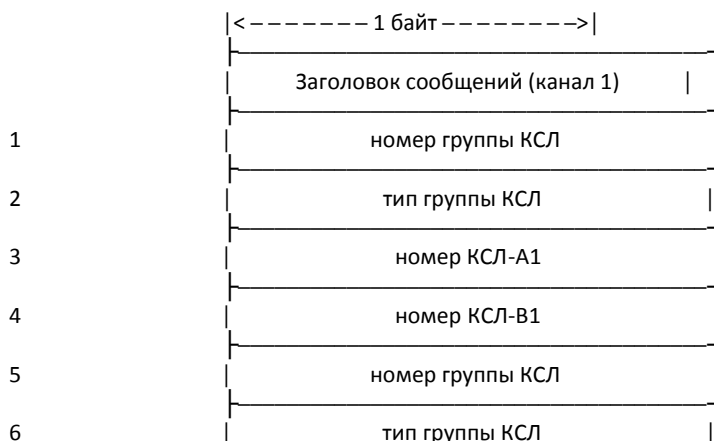 |< – – – – – – – 1 байт – – – – – – – –>|
Заголовок сообщений (канал 1)
1 номер группы КСЛ
2 тип группы КСЛ
3 номер КСЛ-А1
4 номер КСЛ-В1
5 номер группы КСЛ
6 тип группы КСЛ